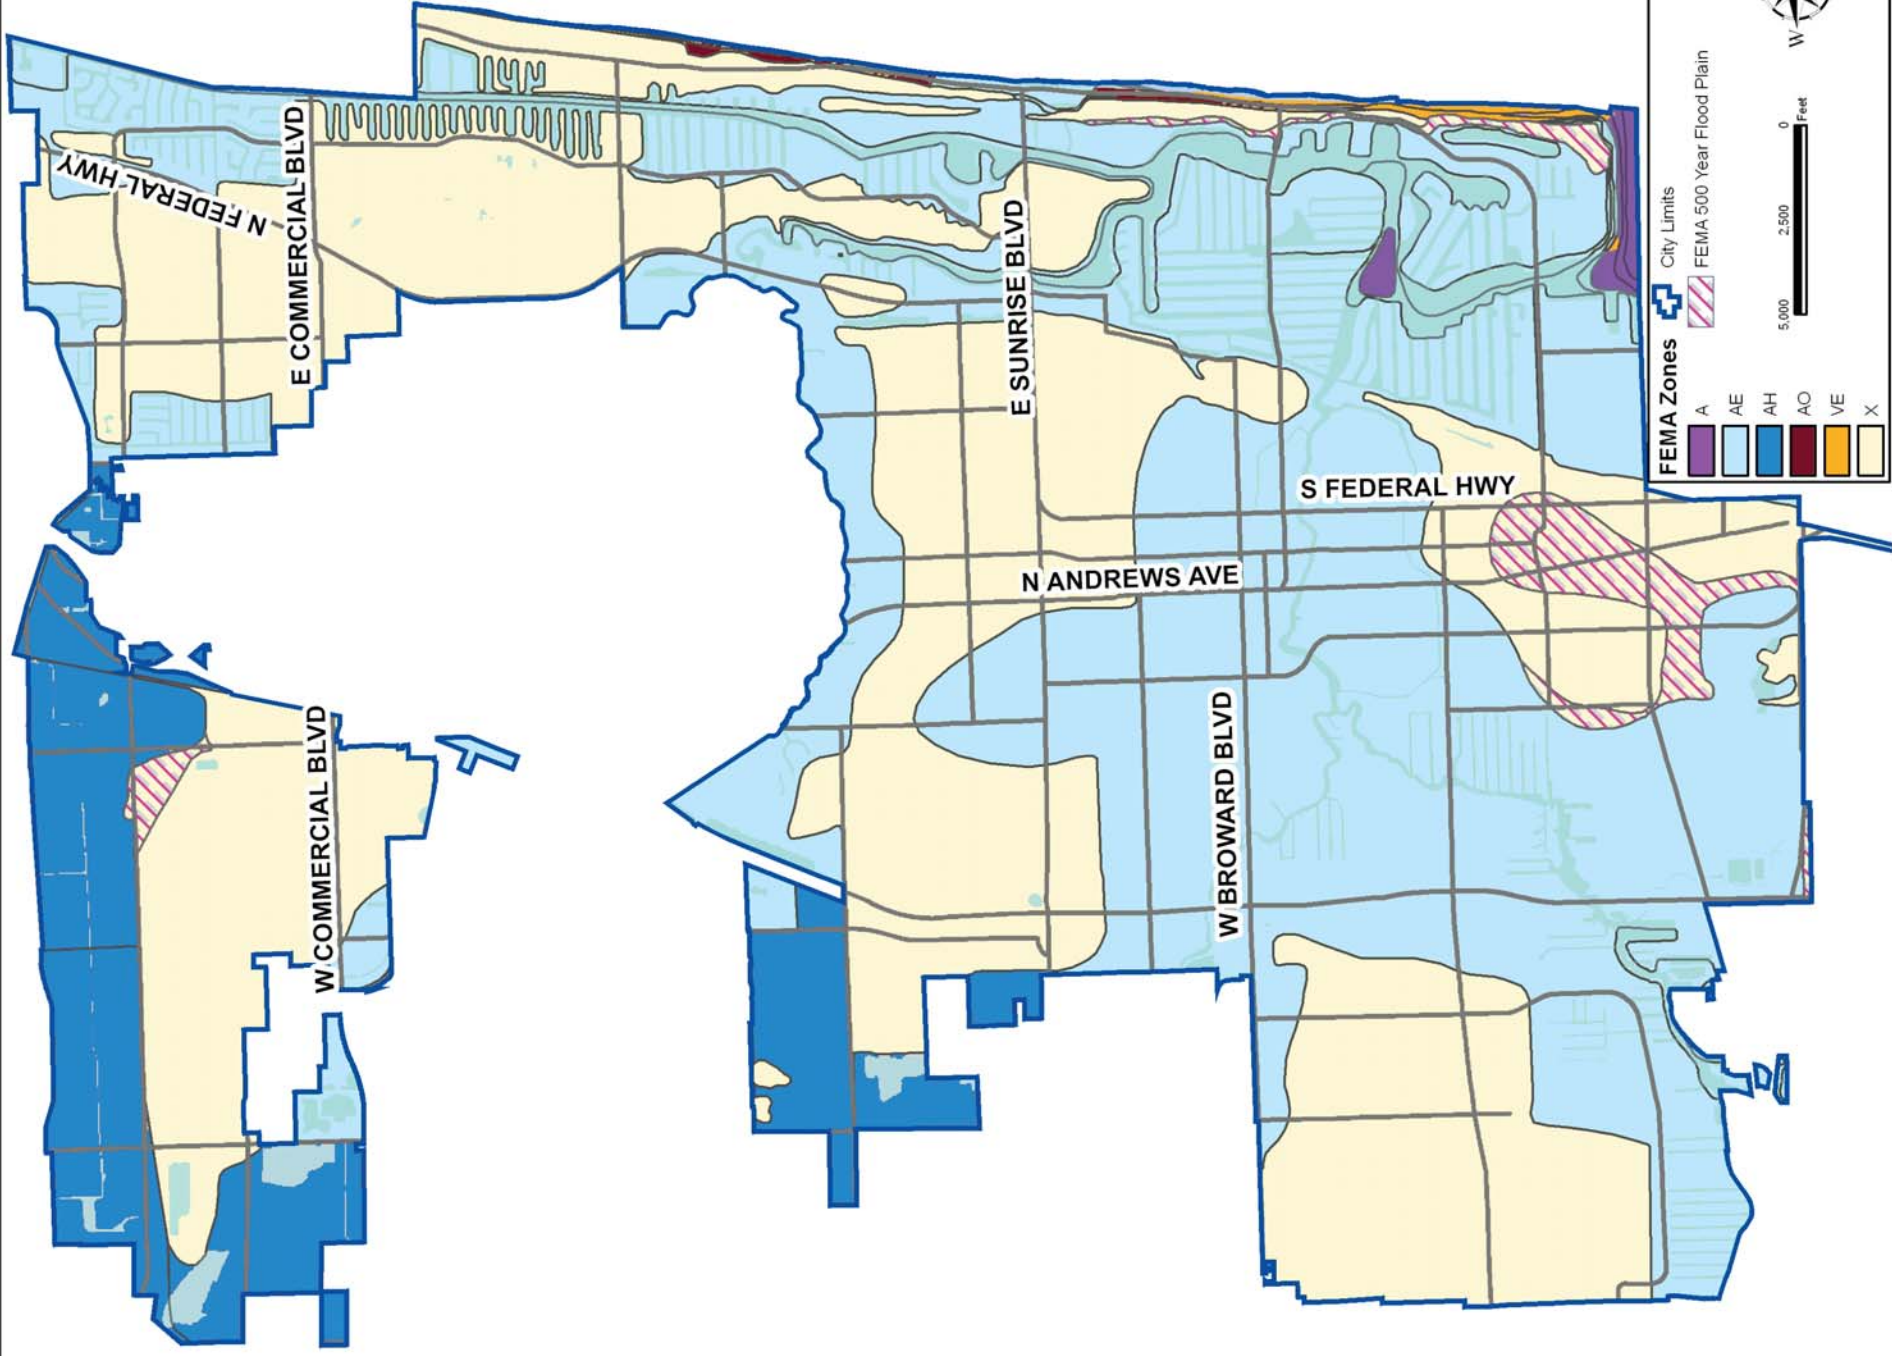 N FEDERAL HWY
E COMMERCIAL BLVD
E SUNRISE BLVD
S FEDERAL HWY
N ANDREWS AVE
W COMMERCIAL BLVD
W BROWARD BLVD
FEMA Zones
A
AE
AH
AO
VE
X
City Limits
FEMA 500 Year Flood Plain
5,000 2,500 0
Feet
W